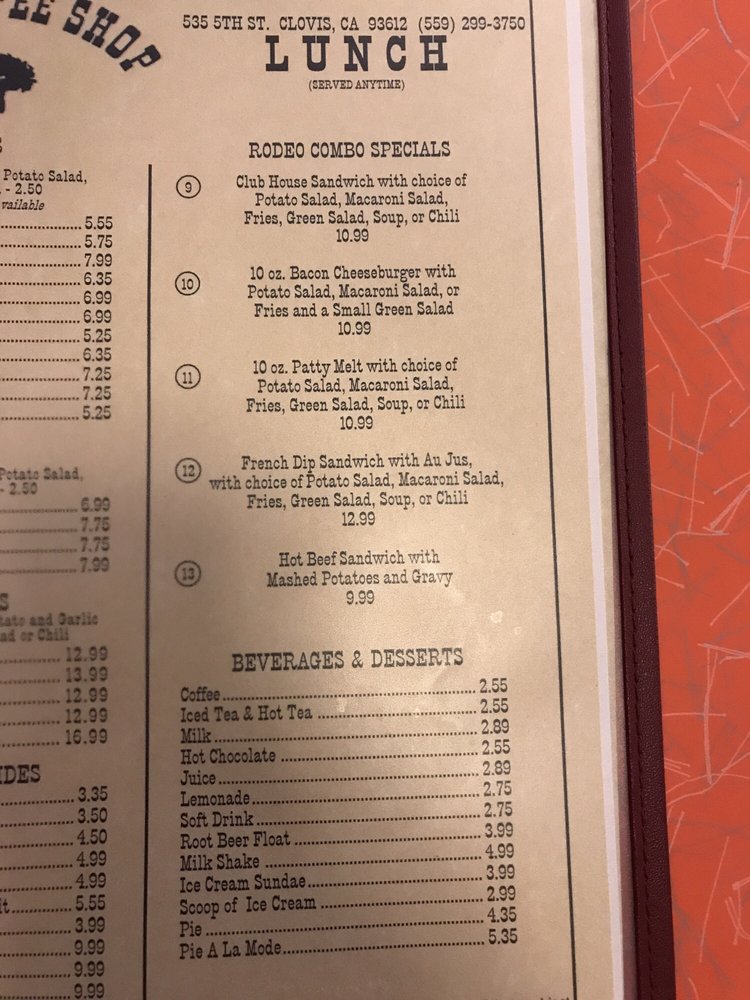 SHOP
535 5TH ST. CLOVIS, CA 93612 (559) 299-3750
LUNCH
(SERVED ANYTIME)
Potato Salad,
- 2.50
5.55
5.75
7.99
6.35
6.99
6.99
5.25
6.35
7.25
7.25
5.25
Potato Salad,
- 2.50
6.99
7.75
7.75
7.99
and Garlic
or Chili
12.99
13.99
12.99
12.99
16.99
3.35
3.50
4.50
4.99
4.99
5.55
3.99
9.99
9.99
9.99
RODEO COMBO SPECIALS
9 Club House Sandwich with choice of
Potato Salad, Macaroni Salad,
Fries, Green Salad, Soup, or Chili
10.99
10 10 oz. Bacon Cheeseburger with
Potato Salad, Macaroni Salad, or
Fries and a Small Green Salad
10.99
11 10 oz. Patty Melt with choice of
Potato Salad, Macaroni Salad,
Fries, Green Salad, Soup, or Chili
10.99
12 French Dip Sandwich with Au Jus,
with choice of Potato Salad, Macaroni Salad,
Fries, Green Salad, Soup, or Chili
12.99
13 Hot Beef Sandwich with
Mashed Potatoes and Gravy
9.99
BEVERAGES & DESSERTS
Coffee 2.55
Iced Tea & Hot Tea 2.55
Milk 2.89
Hot Chocolate 2.55
Juice 2.89
Lemonade 2.75
Soft Drink 2.75
Root Beer Float 3.99
Milk Shake 4.99
Ice Cream Sundae 3.99
Scoop of Ice Cream 2.99
Pie 4.35
Pie A La Mode 5.35